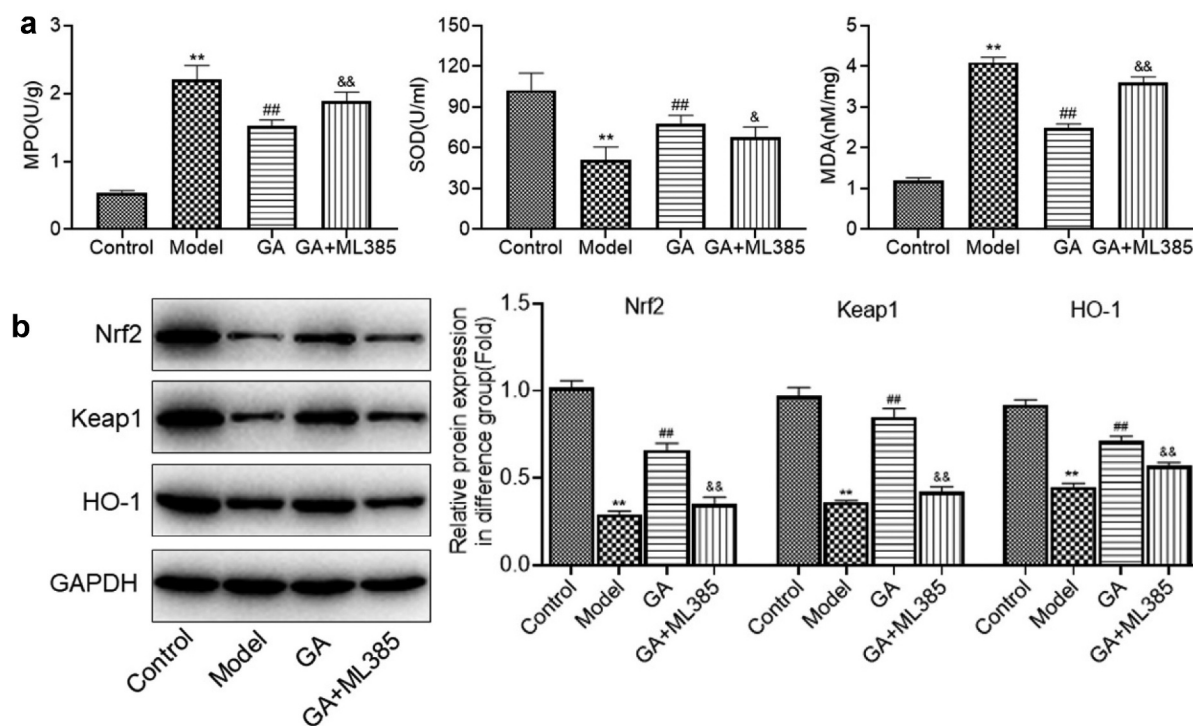 a
MPO(U/g)
3
2
1
0
**
##
&&
Control Model GA GA+ML385
SOD(U/ml)
150
120
90
60
30
0
**
##
&
Control Model GA GA+ML385
MDA(nM/mg)
5
4
3
2
1
0
**
##
&&
Control Model GA GA+ML385
b
Nrf2
Keap1
HO-1
GAPDH
Control
Model
GA
GA+ML385
Relative proein expression
in difference group(Fold)
1.5
1.0
0.5
0.0
Nrf2
Keap1
HO-1
**
##
&&
**
##
&&
**
##
&&
Control
Model
GA
GA+ML385
Control
Model
GA
GA+ML385
Control
Model
GA
GA+ML385